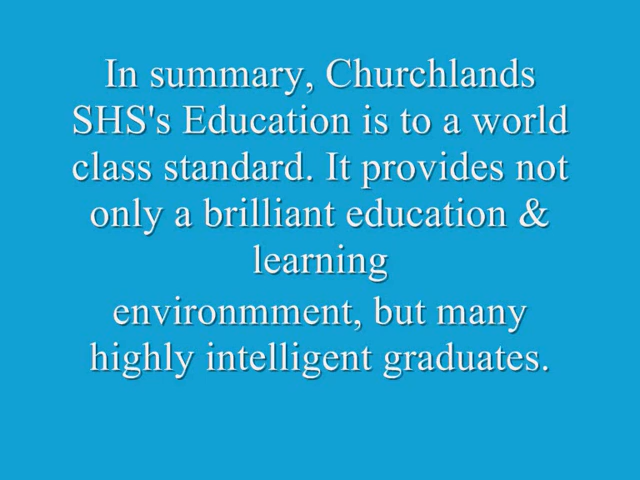 In summary, Churchlands
SHS's Education is to a world
class standard. It provides not
only a brilliant education &
learning
environmment, but many
highly intelligent graduates.